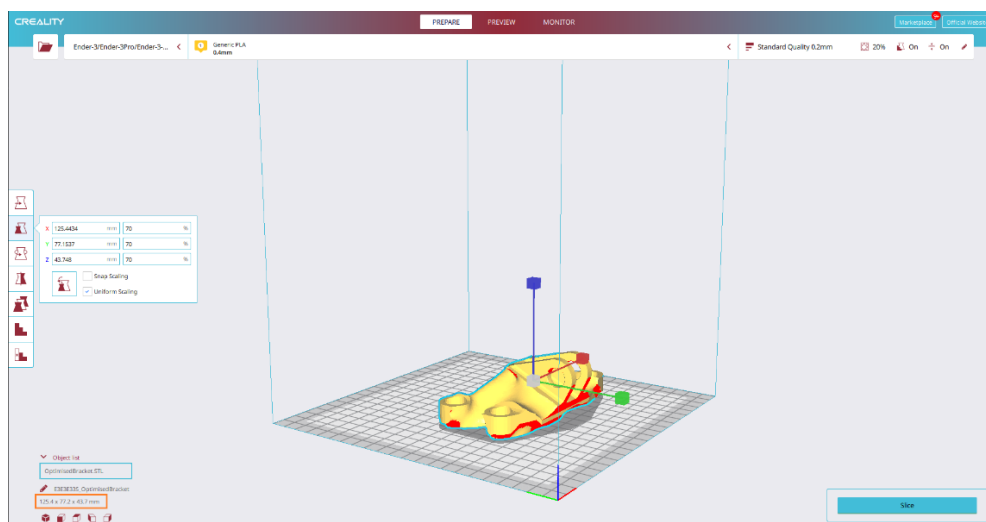 CREALITY
PREPARE
PREVIEW
MONITOR
Marketplace
Official Website
Ender-3/Ender-3Pro/Ender-3-...
Generic PLA
0.4mm
Standard Quality 0.2mm
20%
On
On
X 125.4434 mm 70 %
Y 77.1537 mm 70 %
Z 43.748 mm 70 %
Snap Scaling
Uniform Scaling
Object list
OptimisedBracket.STL
E3E3E3S_OptimisedBracket
125.4 x 77.2 x 43.7 mm
Slice